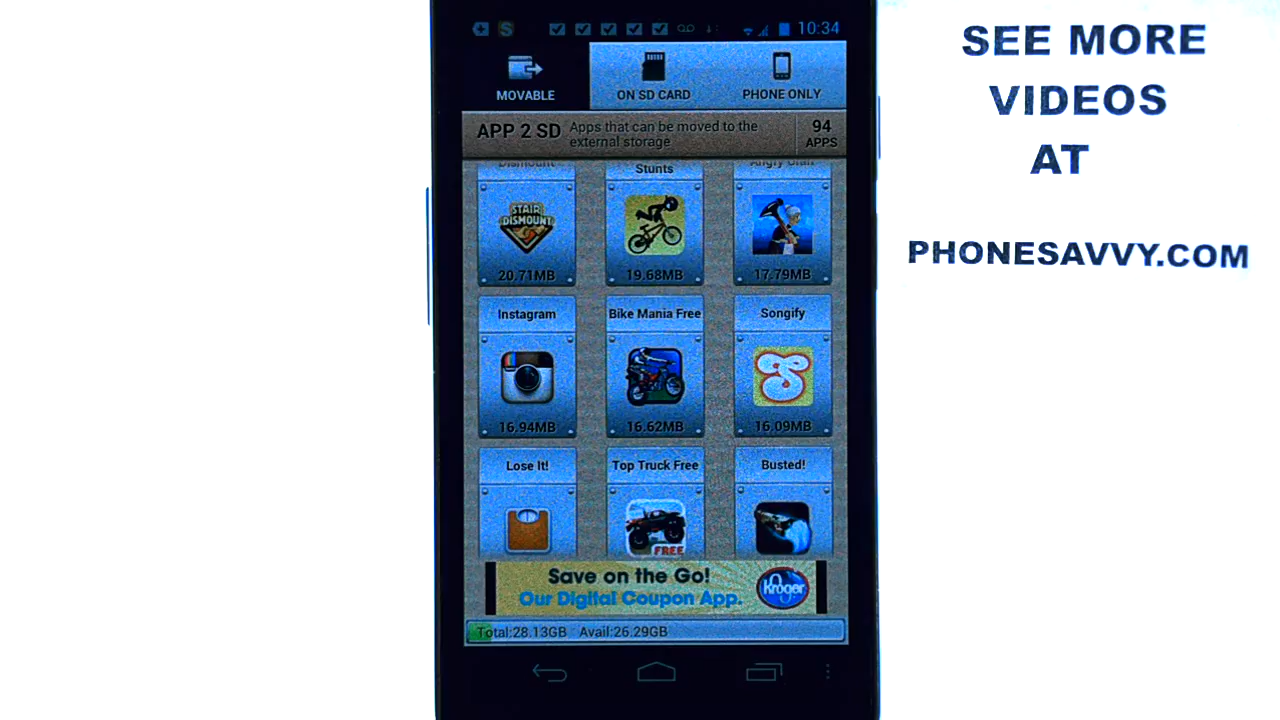 10:34
MOVABLE
ON SD CARD
PHONE ONLY
APP 2 SD
Apps that can be moved to the
external storage
94
APPS
Dismount
Stunts
Angry Gran
STAIR
DISMOUNT
20.71MB
19.68MB
17.79MB
Instagram
Bike Mania Free
Songify
16.94MB
16.62MB
16.09MB
Lose It!
Top Truck Free
Busted!
FREE
Save on the Go!
Our Digital Coupon App.
Kroger
Total:28.13GB Avail:26.29GB
SEE MORE
VIDEOS
AT
PHONESAVVY.COM